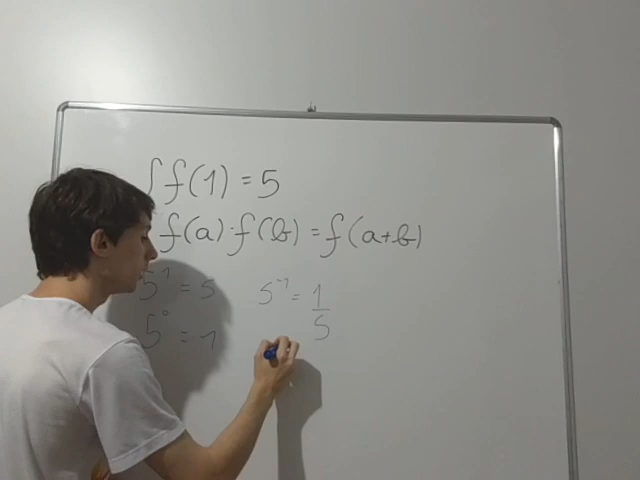 { f(1) = 5
f(a)·f(b) = f(a+b)
5¹ = 5
5⁰ = 1
5⁻¹ = 1/5